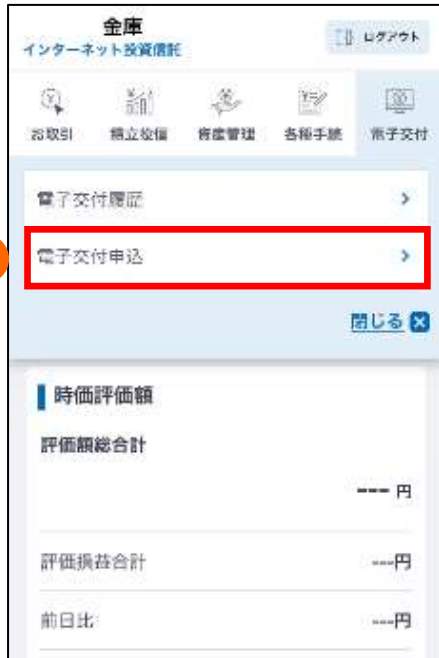 金庫
インターネット投資信託
ログアウト
お取引 積立投信 資産管理 各種手続 電子交付
電子交付履歴
電子交付申込
閉じる
時価評価額
評価額総合計
--- 円
評価損益合計 ---円
前日比 ---円